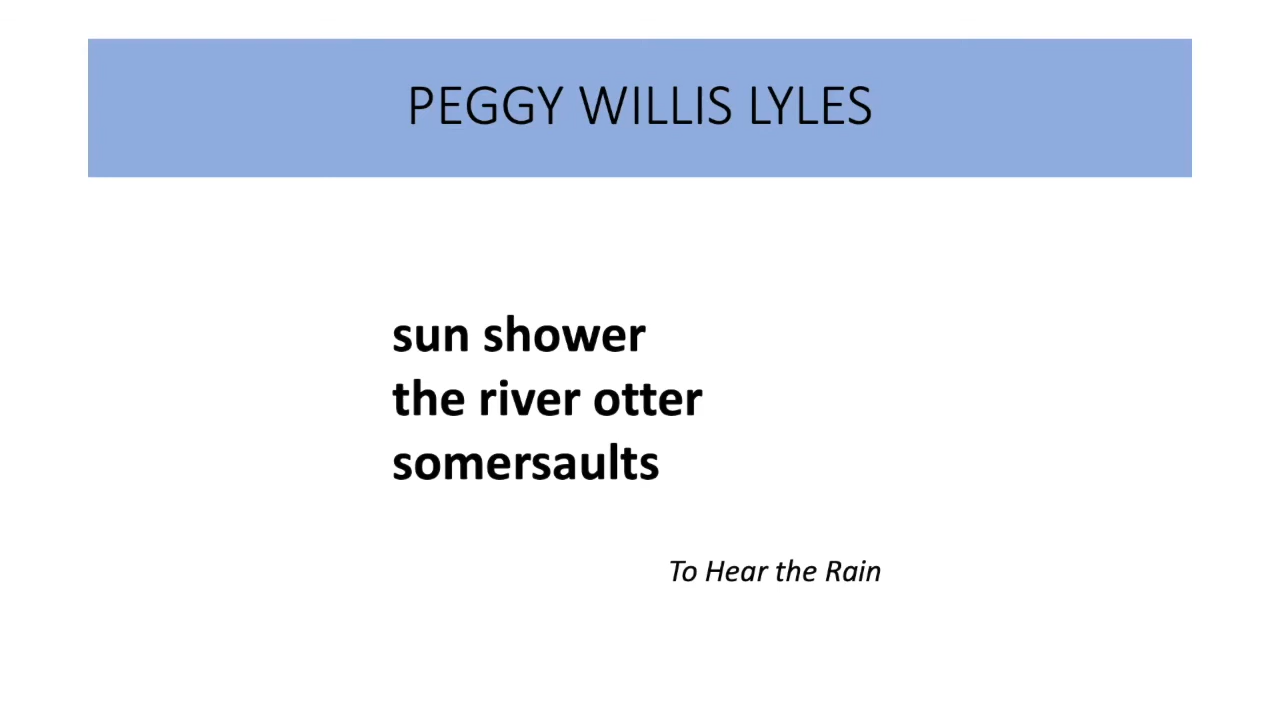 PEGGY WILLIS LYLES
sun shower
the river otter
somersaults
To Hear the Rain